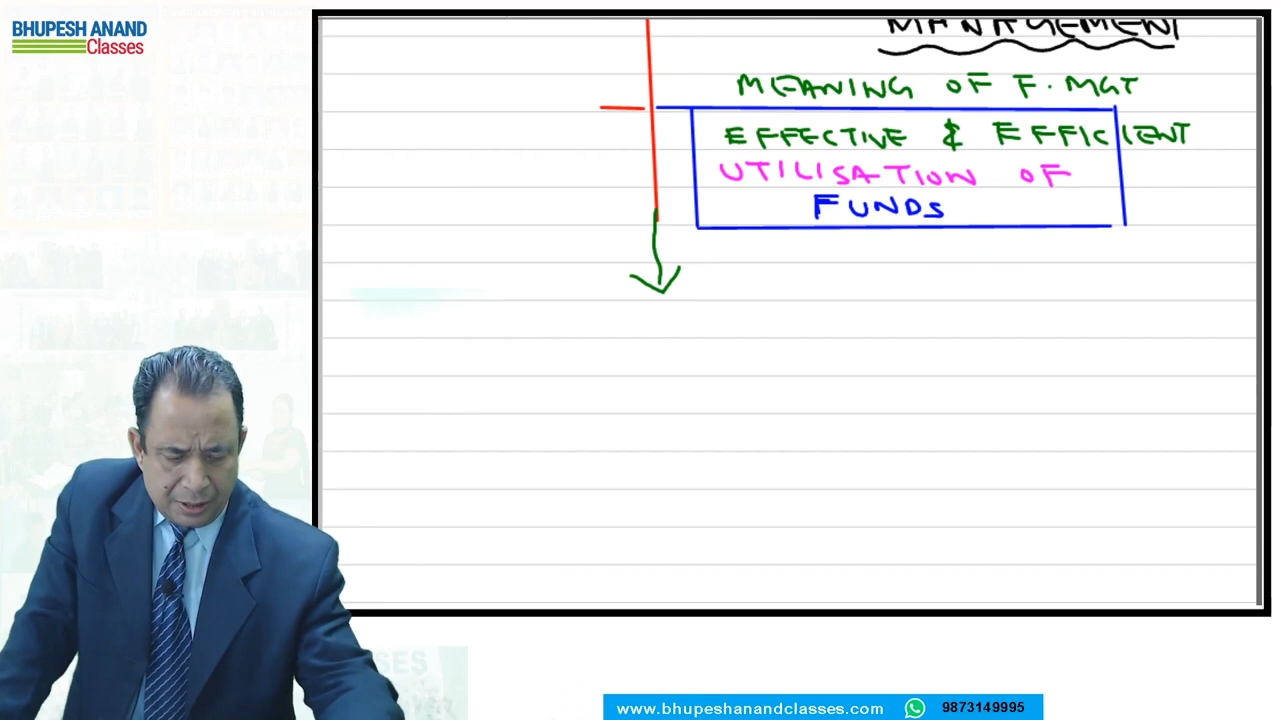 BHUPESH ANAND
Classes
MANAGEMENT
MEANING OF F. MGT
EFFECTIVE & EFFICIENT
UTILISATION OF
FUNDS
www.bhupeshanandclasses.com 9873149995